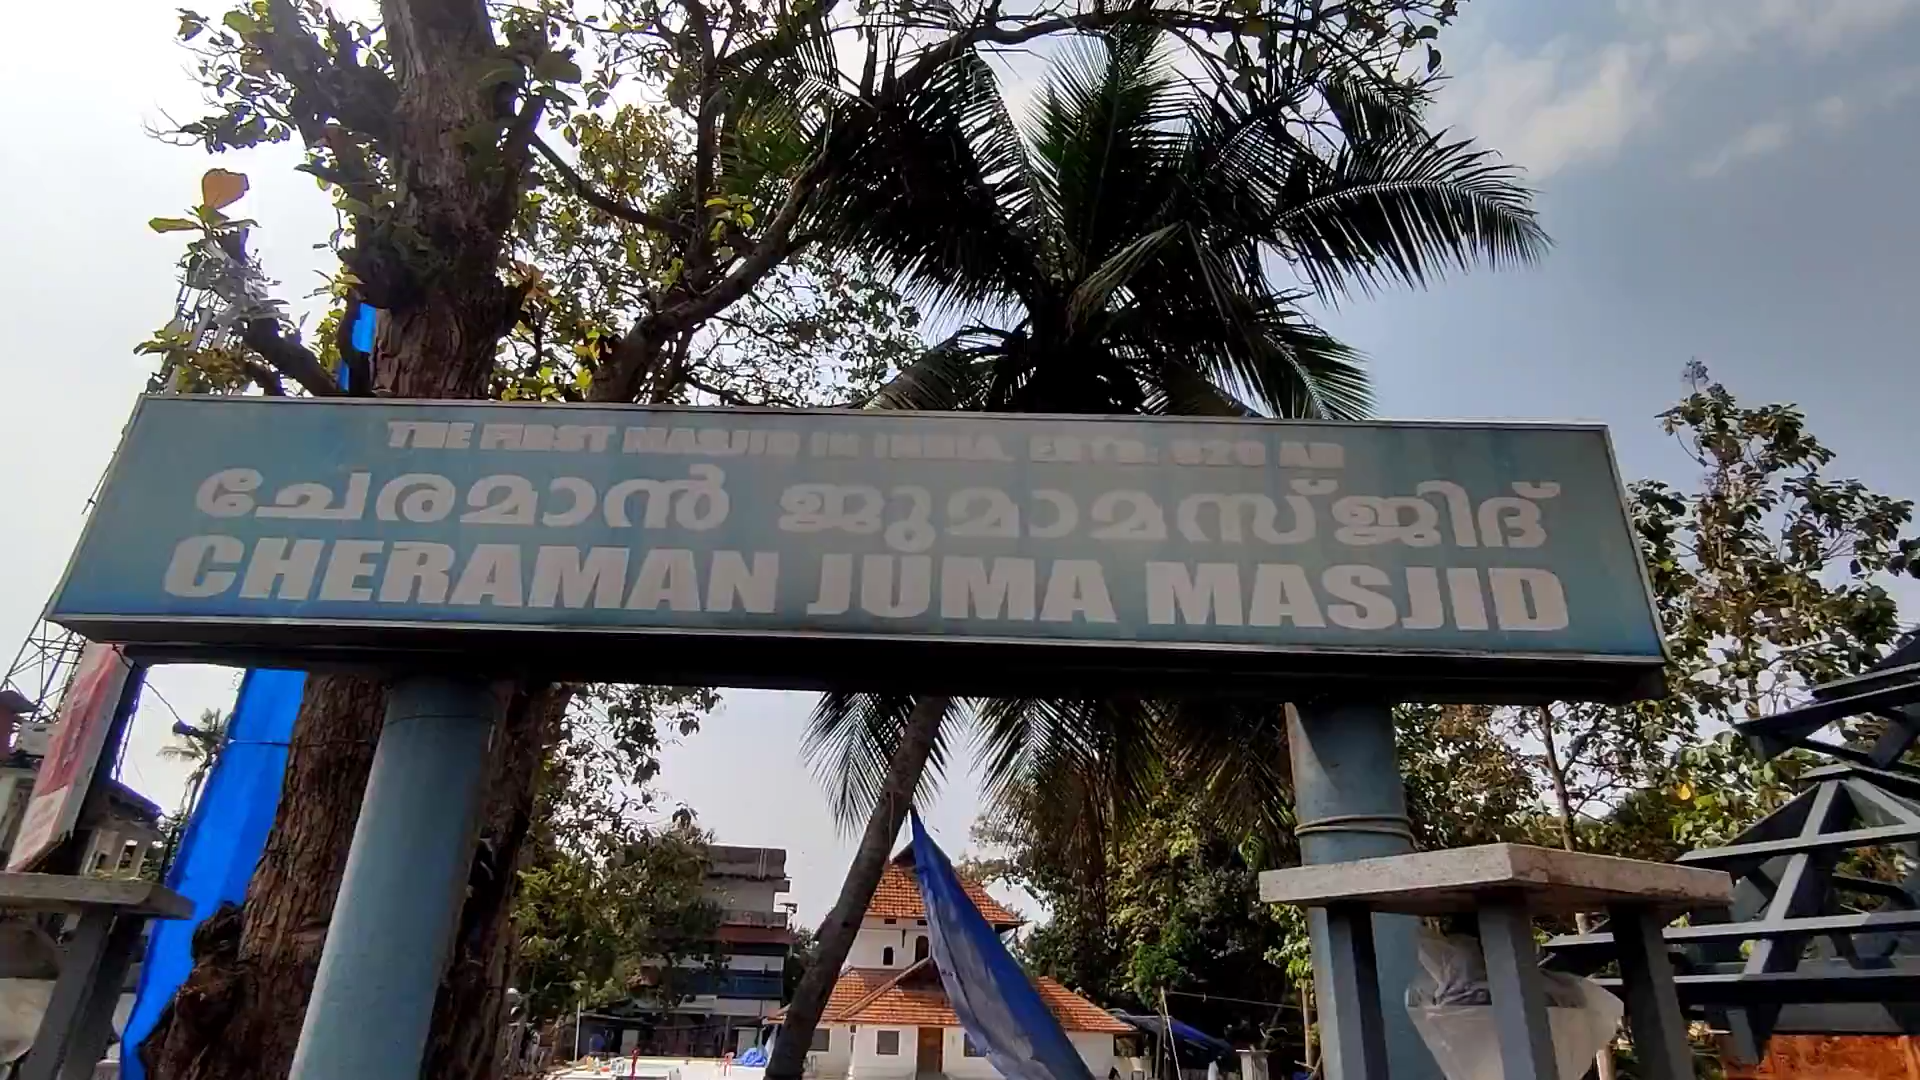 THE FIRST MASJID IN INDIA, ESTD. 629 AD
ചേരമാൻ ജുമാമസ്ജിദ്
CHERAMAN JUMA MASJID